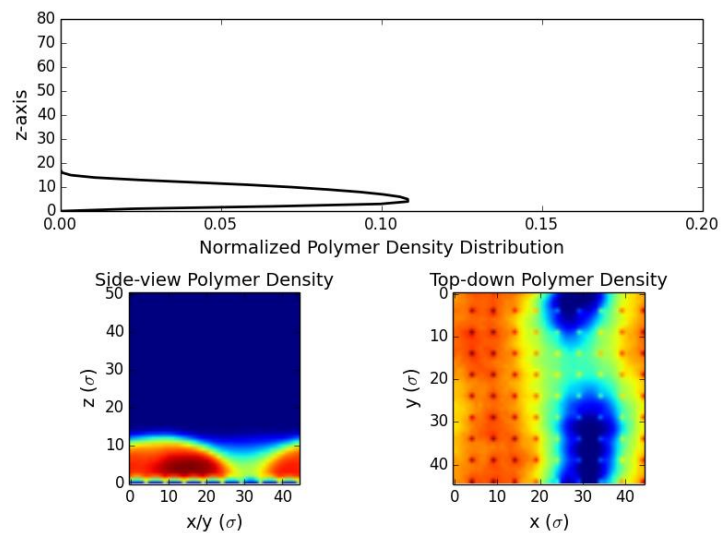 80
70
60
50
40
30
20
10
0
z-axis
0.00 0.05 0.10 0.15 0.20
Normalized Polymer Density Distribution
Side-view Polymer Density
50
40
30
20
10
0
z (σ)
0 10 20 30 40
x/y (σ)
Top-down Polymer Density
0
10
20
30
40
y (σ)
0 10 20 30 40
x (σ)